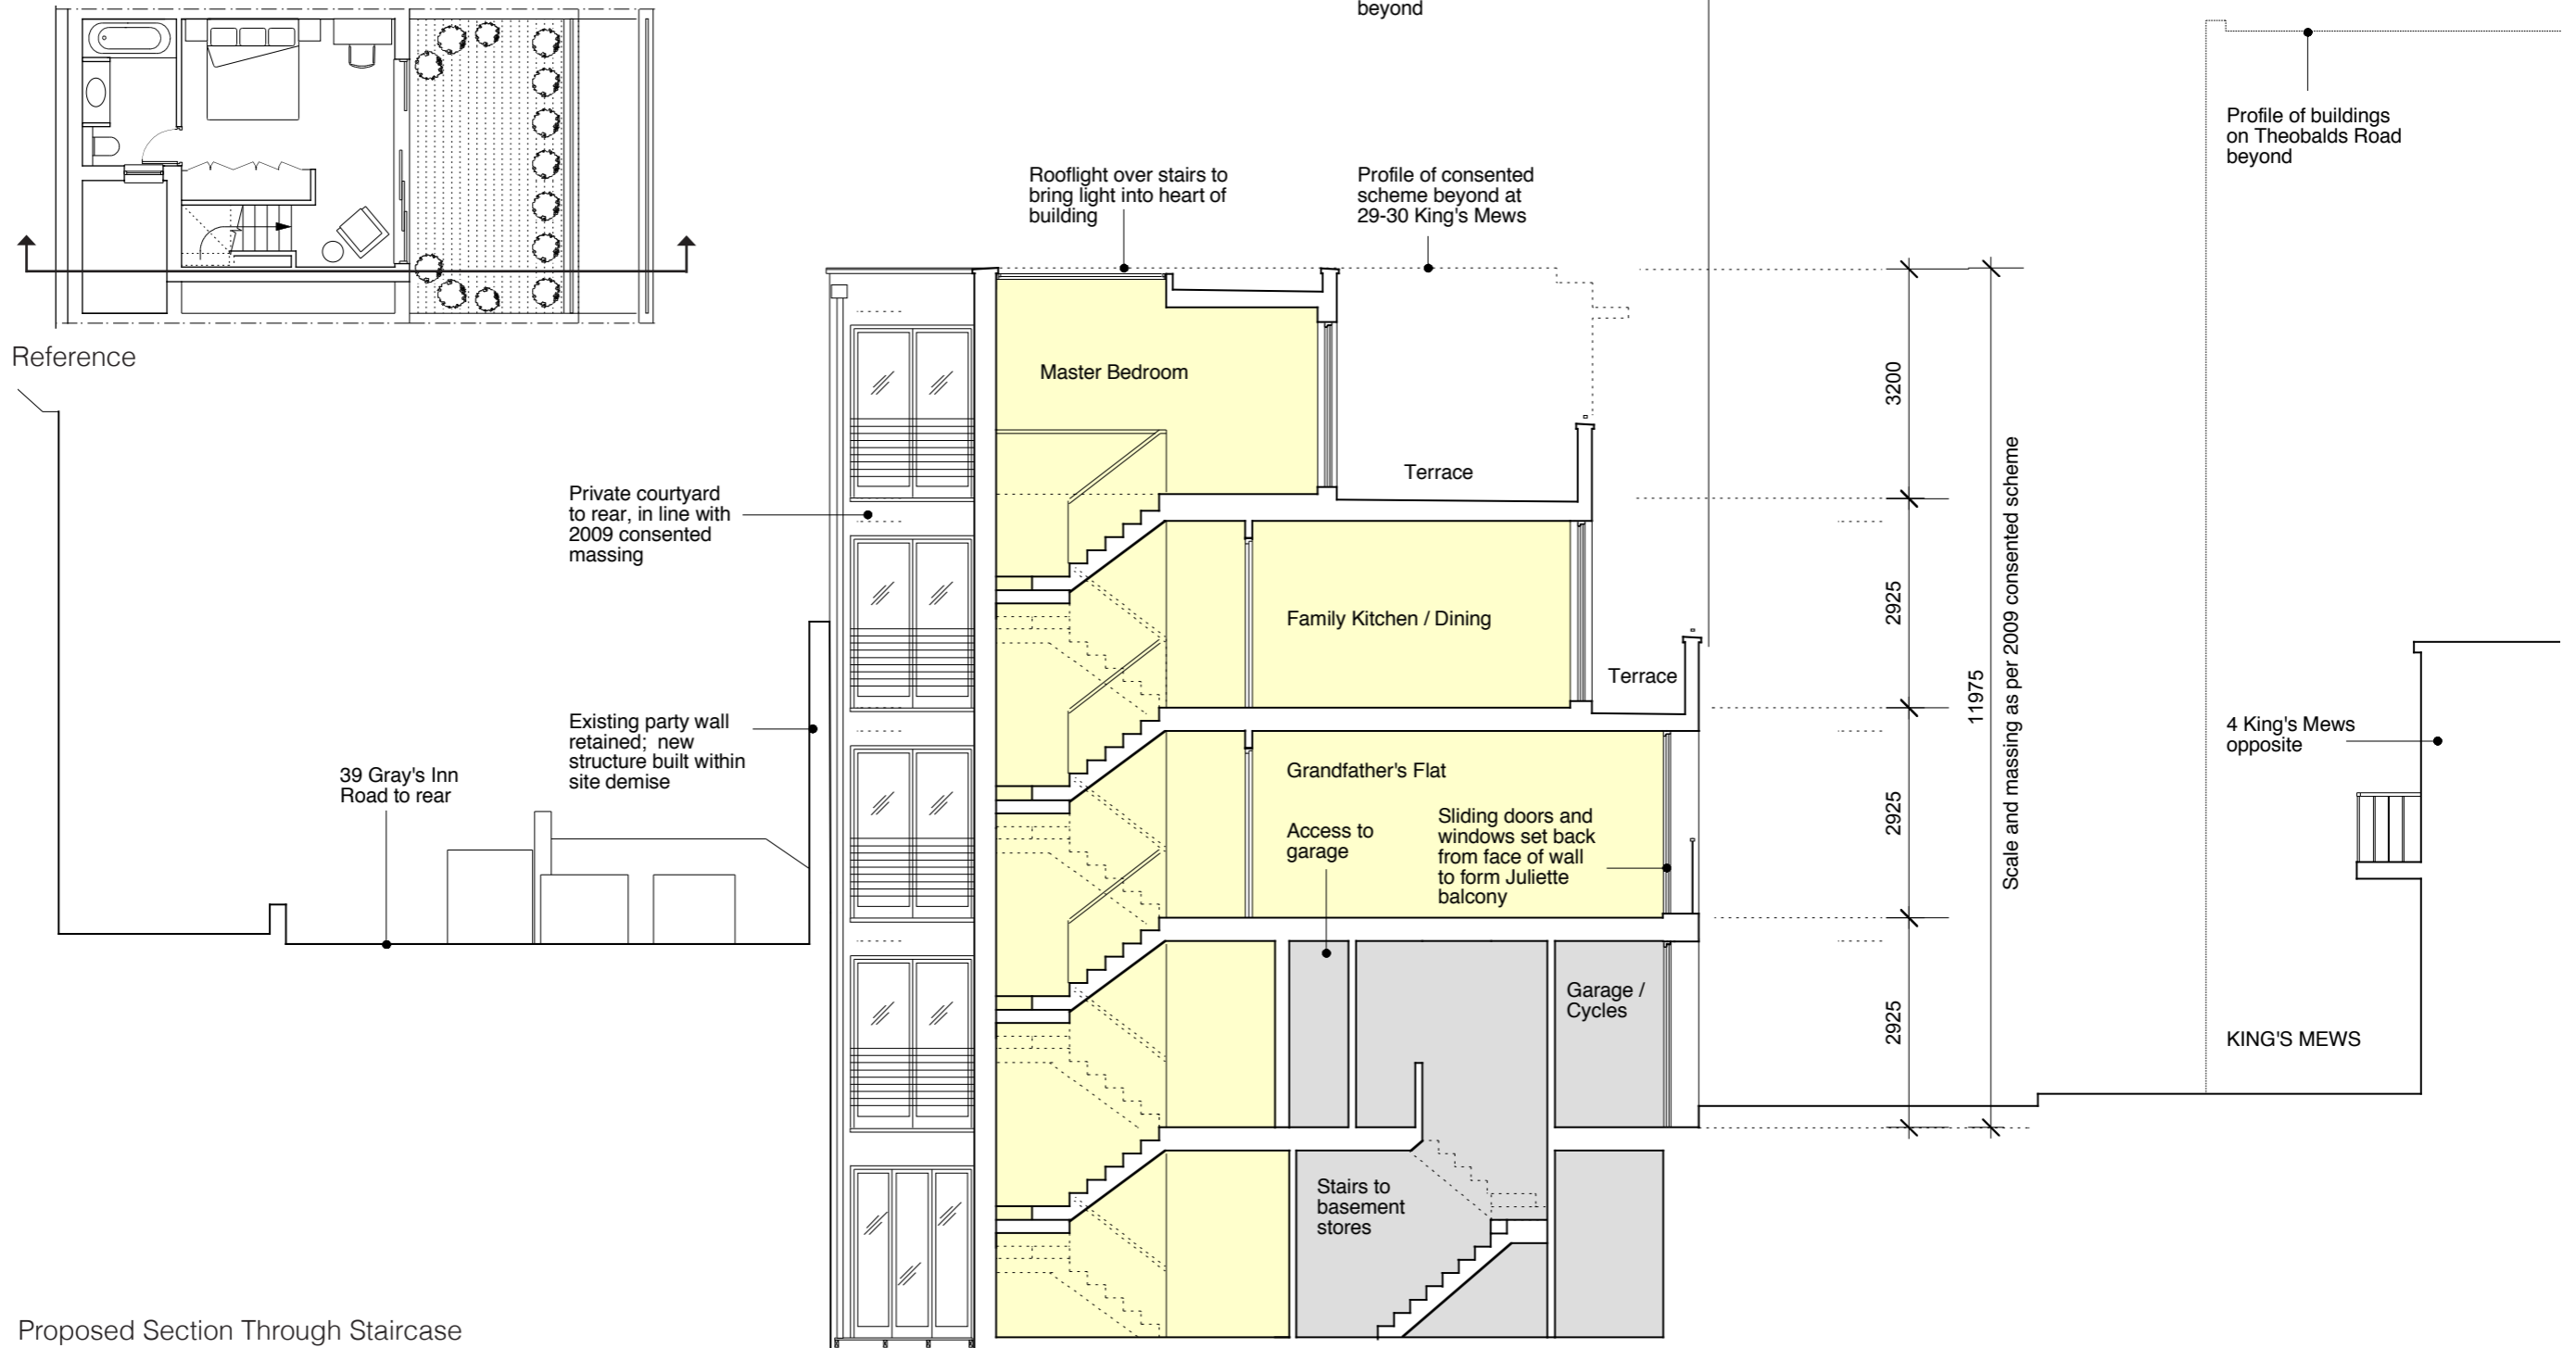 beyond
Profile of buildings
on Theobalds Road
beyond
Rooflight over stairs to
bring light into heart of
building
Profile of consented
scheme beyond at
29-30 King's Mews
Reference
Master Bedroom
3200
Terrace
Private courtyard
to rear, in line with
2009 consented
massing
Scale and massing as per 2009 consented scheme
Family Kitchen / Dining
2925
Terrace
11975
Existing party wall
retained;  new
structure built within
site demise
4 King's Mews
opposite
39 Gray's Inn
Road to rear
Grandfather's Flat
Access to
garage
Sliding doors and
windows set back
from face of wall
to form Juliette
balcony
2925
Garage /
Cycles
2925
KING'S MEWS
Stairs to
basement
stores
Proposed Section Through Staircase